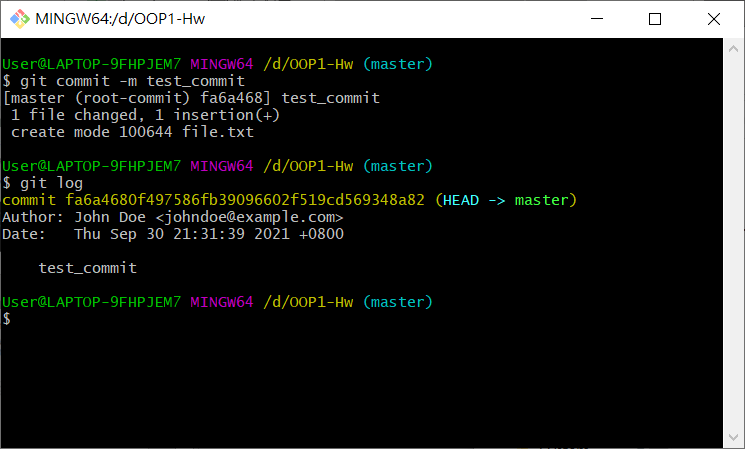 MINGW64:/d/OOP1-Hw
User@LAPTOP-9FHPJEM7 MINGW64 /d/OOP1-Hw (master)
$ git commit -m test_commit
[master (root-commit) fa6a468] test_commit
 1 file changed, 1 insertion(+)
 create mode 100644 file.txt
User@LAPTOP-9FHPJEM7 MINGW64 /d/OOP1-Hw (master)
$ git log
commit fa6a4680f497586fb39096602f519cd569348a82 (HEAD -> master)
Author: John Doe <johndoe@example.com>
Date:   Thu Sep 30 21:31:39 2021 +0800
    test_commit
User@LAPTOP-9FHPJEM7 MINGW64 /d/OOP1-Hw (master)
$